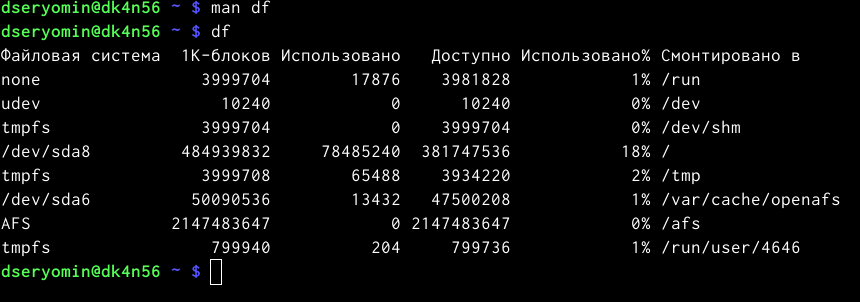 dseryomin@dk4n56 ~ $ man df
dseryomin@dk4n56 ~ $ df
Файловая система 1K-блоков Использовано Доступно Использовано% Смонтировано в
none 3999704 17876 3981828 1% /run
udev 10240 0 10240 0% /dev
tmpfs 3999704 0 3999704 0% /dev/shm
/dev/sda8 484939832 78485240 381747536 18% /
tmpfs 3999708 65488 3934220 2% /tmp
/dev/sda6 50090536 13432 47500208 1% /var/cache/openafs
AFS 2147483647 0 2147483647 0% /afs
tmpfs 799940 204 799736 1% /run/user/4646
dseryomin@dk4n56 ~ $